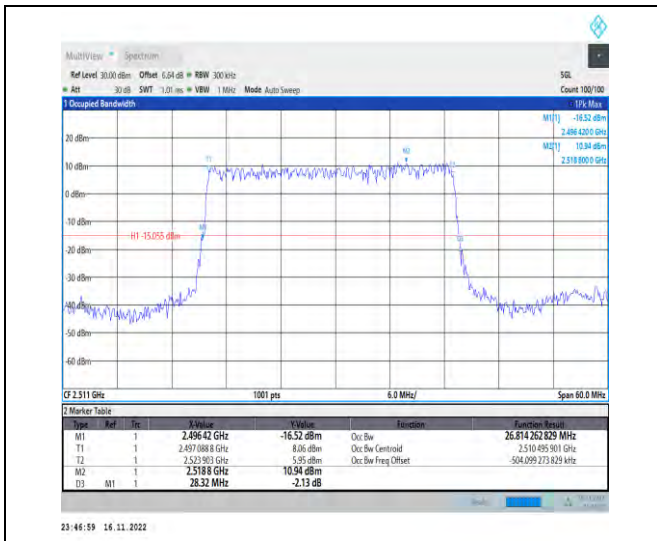 MultiView Spectrum
Ref Level 30.00 dBm Offset 6.64 dB RBW 300 kHz SGL
Att 30 dB SWT 1.01 ms VBW 1 MHz Mode Auto Sweep Count 100/100
1 Occupied Bandwidth 1Pk Max
M1[1] -16.52 dBm
2.496 420 0 GHz
M2[1] 10.94 dBm
2.518 800 0 GHz
20 dBm
M2
T1
10 dBm
0 dBm
-10 dBm
M1
H1 -15.055 dBm
-20 dBm
-30 dBm
-40 dBm
-50 dBm
-60 dBm
CF 2.511 GHz 1001 pts 6.0 MHz/ Span 60.0 MHz
2 Marker Table
Type Ref Trc X-Value Y-Value Function Function Result
M1 1 2.496 42 GHz -16.52 dBm Occ Bw 26.814 262 829 MHz
T1 1 2.497 088 8 GHz 8.06 dBm Occ Bw Centroid 2.510 495 901 GHz
T2 1 2.523 903 GHz 5.95 dBm Occ Bw Freq Offset -504.099 273 829 kHz
M2 1 2.518 8 GHz 10.94 dBm
D3 M1 1 28.32 MHz -2.13 dB
23:46:59 16.11.2022